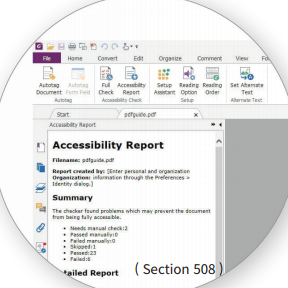 File Home Convert Edit Organize Comment View
Autotag Document Autotag Form Field Full Check Accessibility Report Setup Assistant Reading Option Reading Order Set Alternate Text
Autotag Accessibility Check Setup Alternate Text
Start pdfguide.pdf ×
Accessibility Report
Accessibility Report
Filename: pdfguide.pdf
Report created by: [Enter personal and organization
Organization: information through the Preferences >
Identity dialog.]
Summary
The checker found problems which may prevent the document
from being fully accessible.
• Needs manual check:2
• Passed manually:0
• Failed manually:0
• Skipped:1
• Passed:23
• Failed:6
tailed Report
( Section 508 )